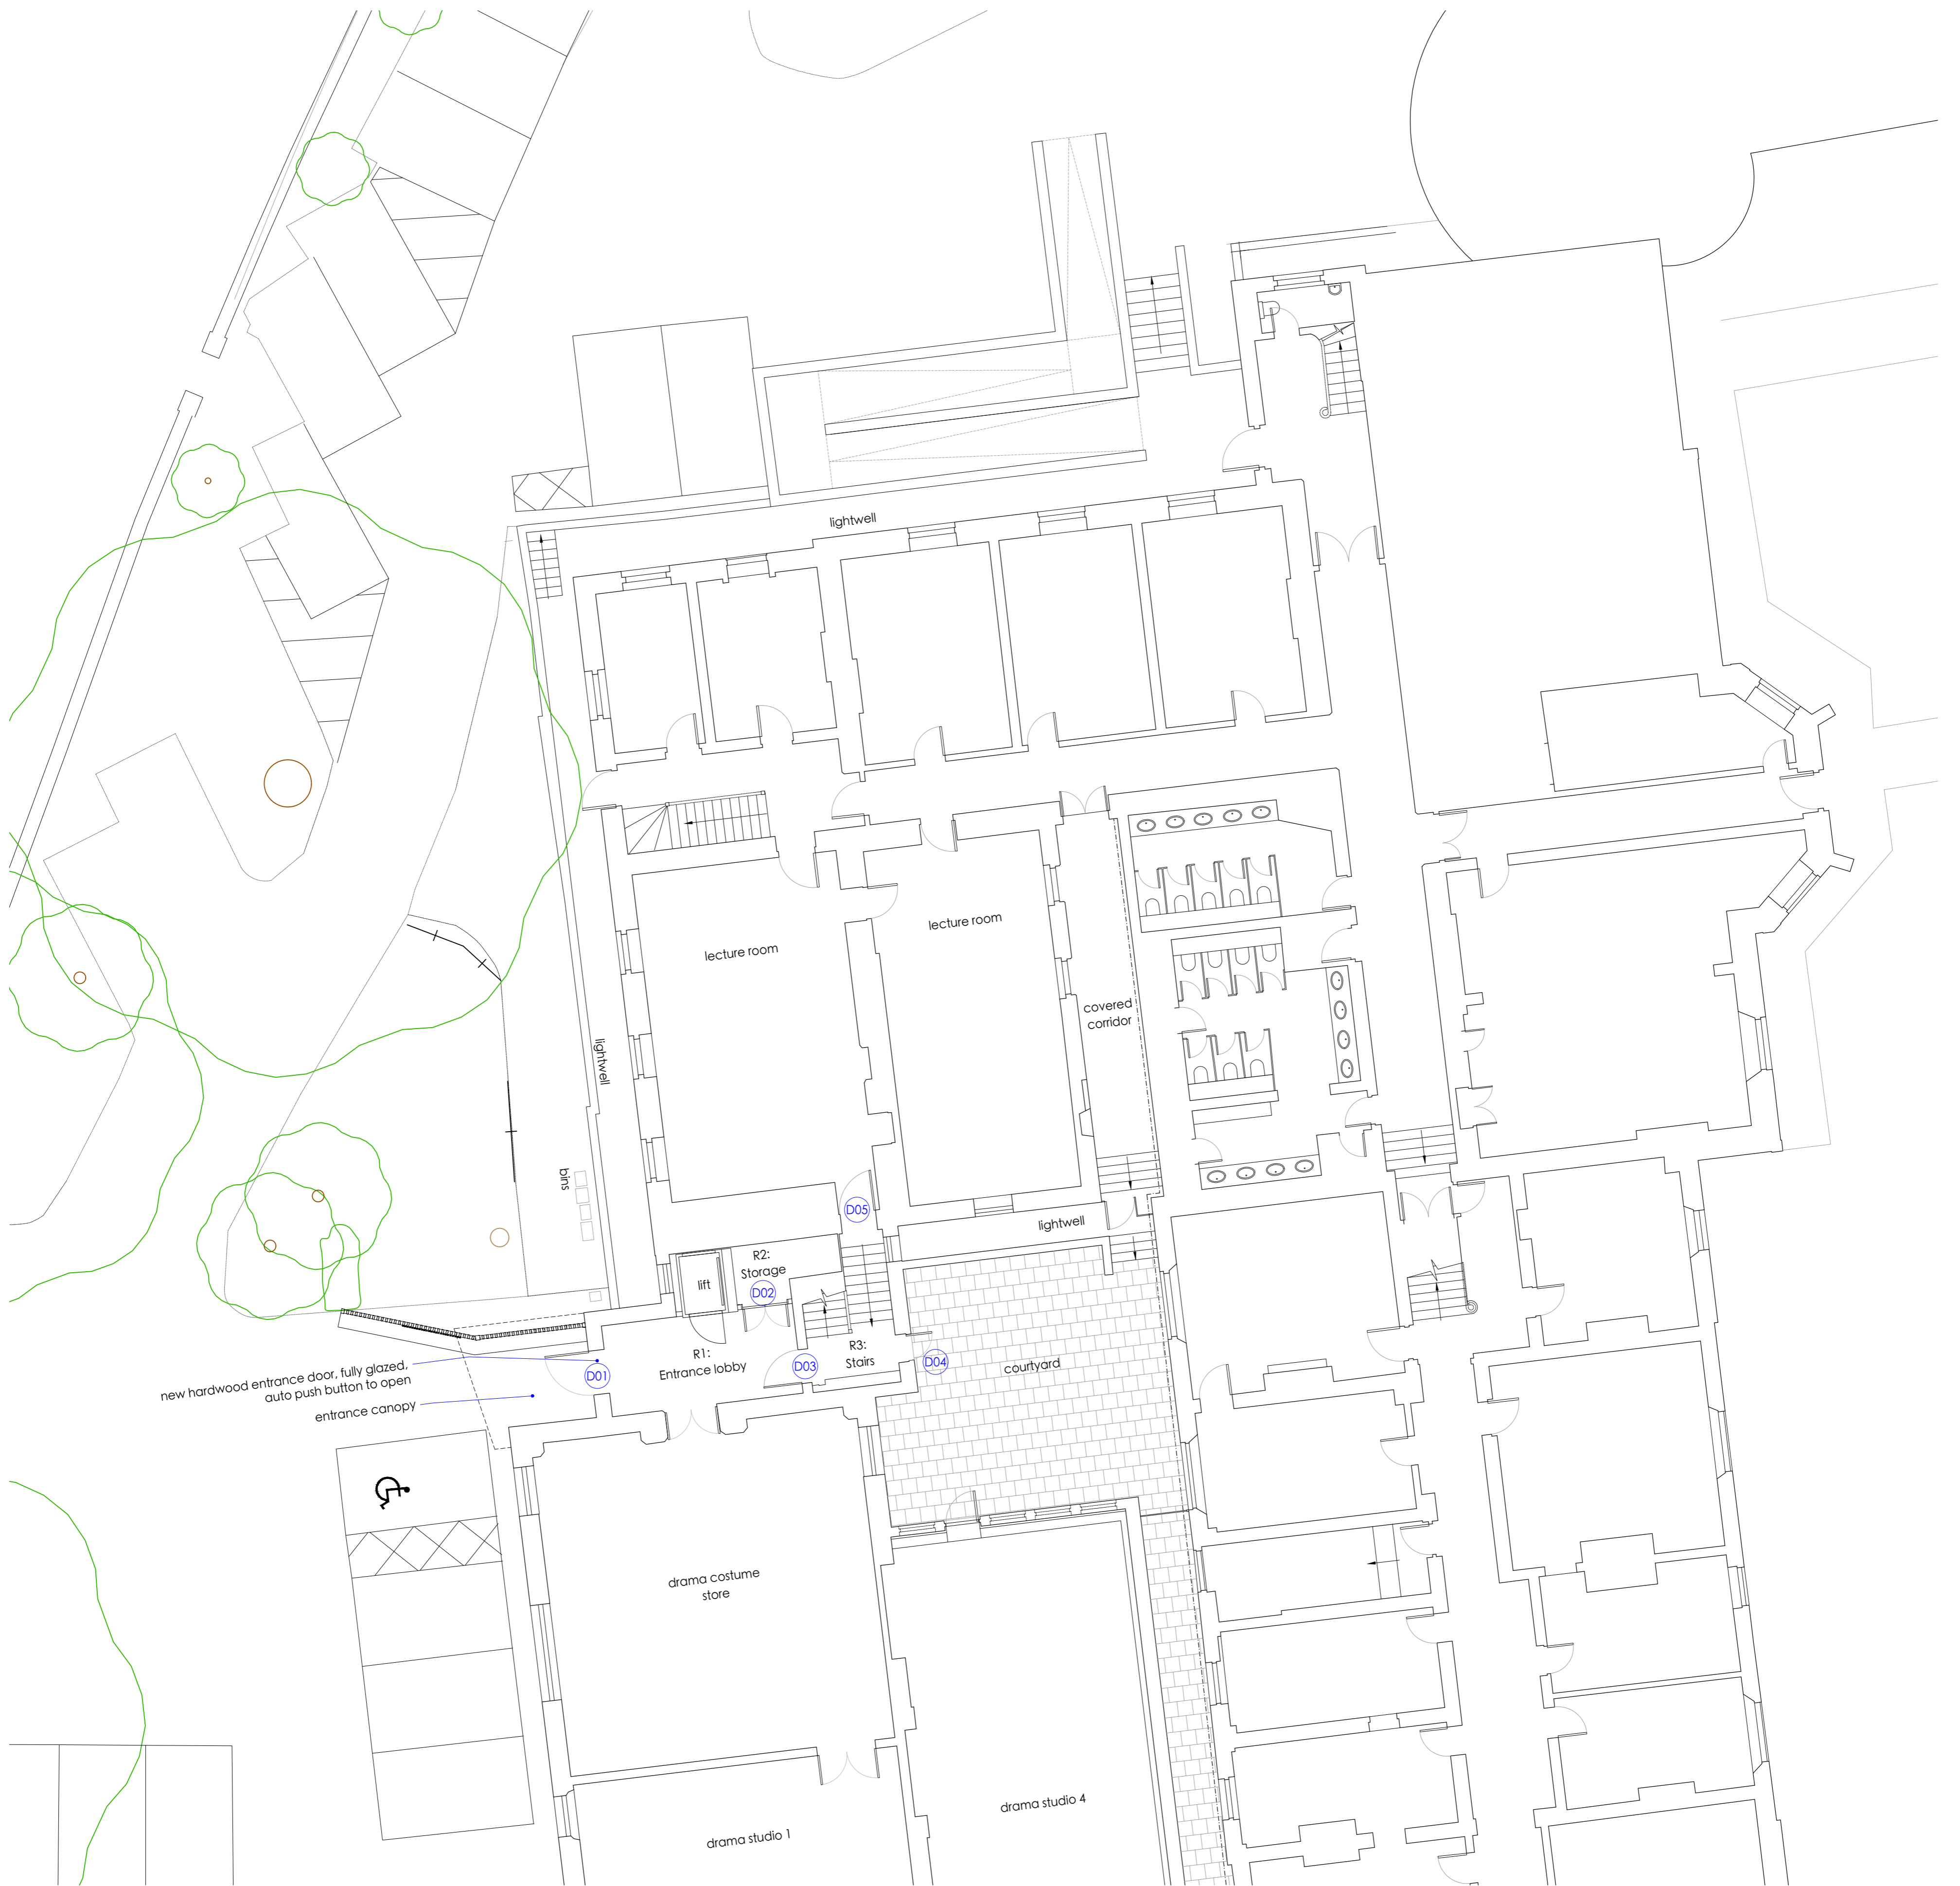 lightwell
lecture room
lecture room
covered
corridor
lightwell
bins
D05
lightwell
R2:
Storage
lift
D02
R1:
Entrance lobby
D03
R3:
Stairs
D04
courtyard
D01
new hardwood entrance door, fully glazed,
auto push button to open
entrance canopy
drama costume
store
drama studio 4
drama studio 1